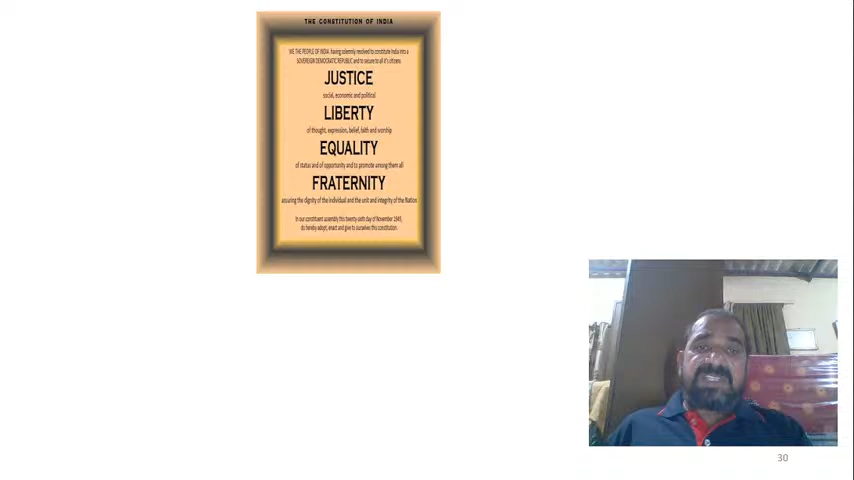 THE CONSTITUTION OF INDIA
WE, THE PEOPLE OF INDIA having solemnly resolved to constitute India into a
SOVEREIGN DEMOCRATIC REPUBLIC and to secure to all it's citizens
JUSTICE
social, economic and political
LIBERTY
of thought, expression, belief, faith and worship
EQUALITY
of status and of opportunity and to promote among them all
FRATERNITY
assuring the dignity of the individual and the unit and integrity of the Nation
In our constituent assembly this twenty sixth day of November 1949,
do hereby adopt, enact and give to ourselves this constitution.
30